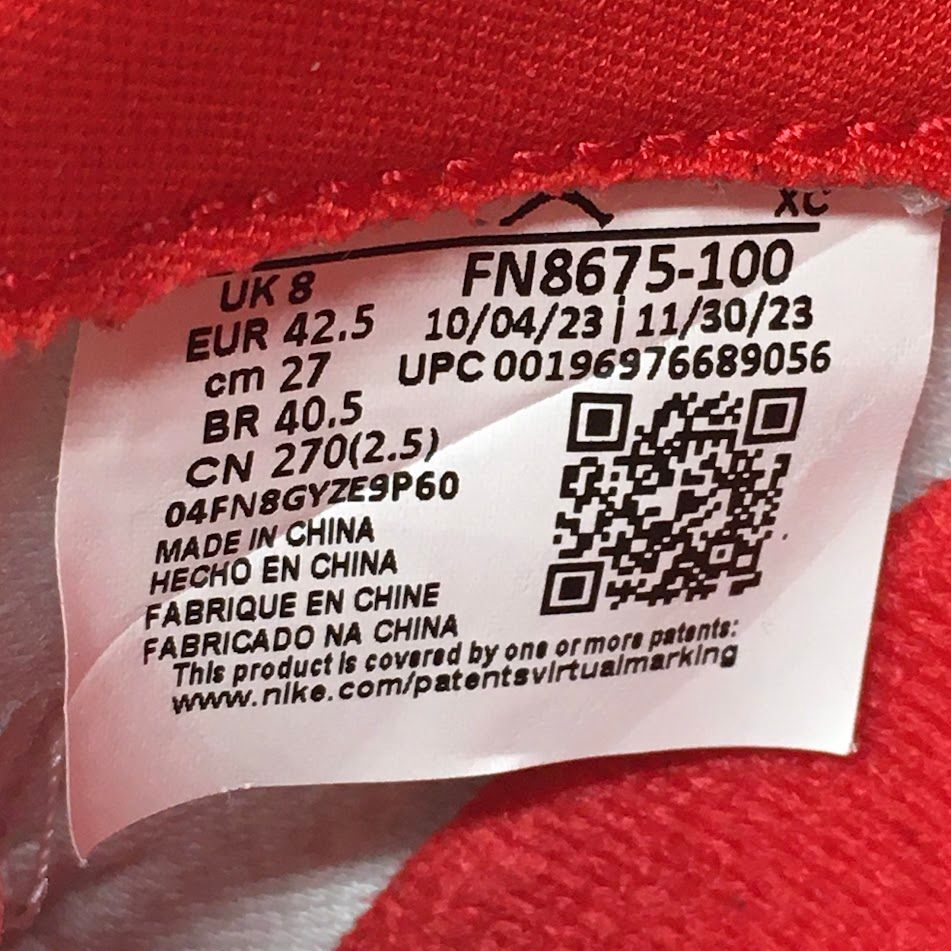 XC
UK 8
FN8675-100
EUR 42.5
10/04/23 | 11/30/23
cm 27
UPC 00196976689056
BR 40.5
CN 270(2.5)
04FN8GYZE9P60
MADE IN CHINA
HECHO EN CHINA
FABRIQUE EN CHINE
FABRICADO NA CHINA
This product is covered by one or more patents:
www.nike.com/patentsvirtualmarking